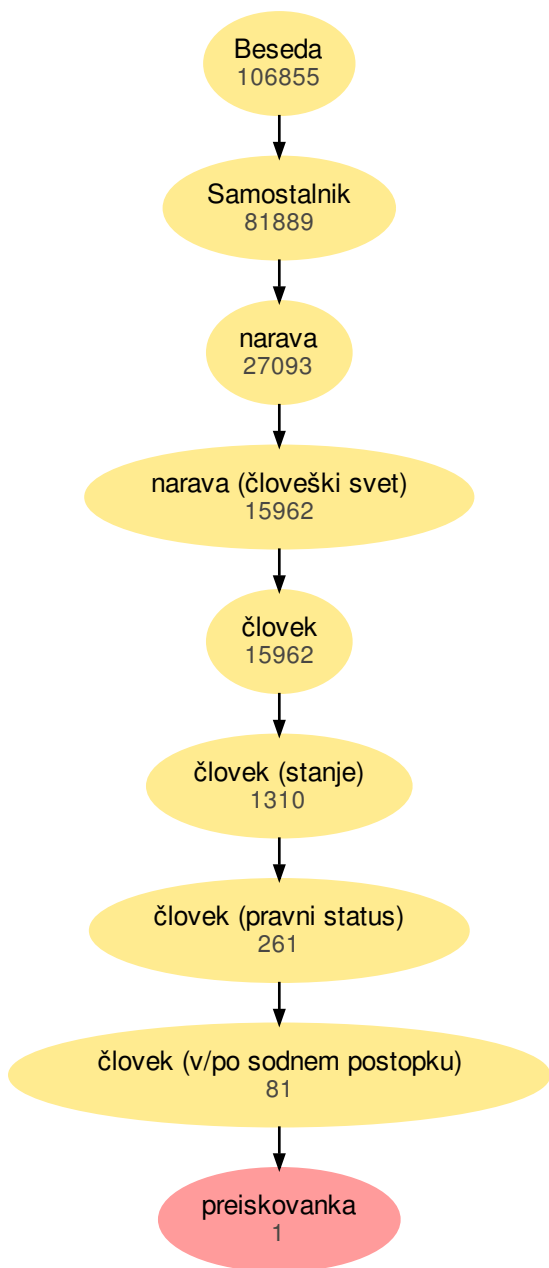 Beseda
106855
Samostalnik
81889
narava
27093
narava (človeški svet)
15962
človek
15962
človek (stanje)
1310
človek (pravni status)
261
človek (v/po sodnem postopku)
81
preiskovanka
1